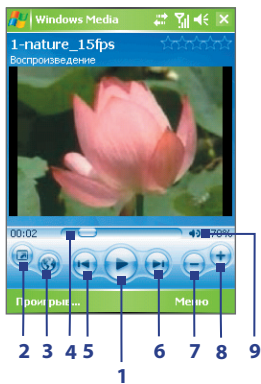 Windows Media
1-nature_15fps
Воспроизведение
00:02
70%
Проигрыв...
Меню
2 3 4 5 1 6 7 8 9